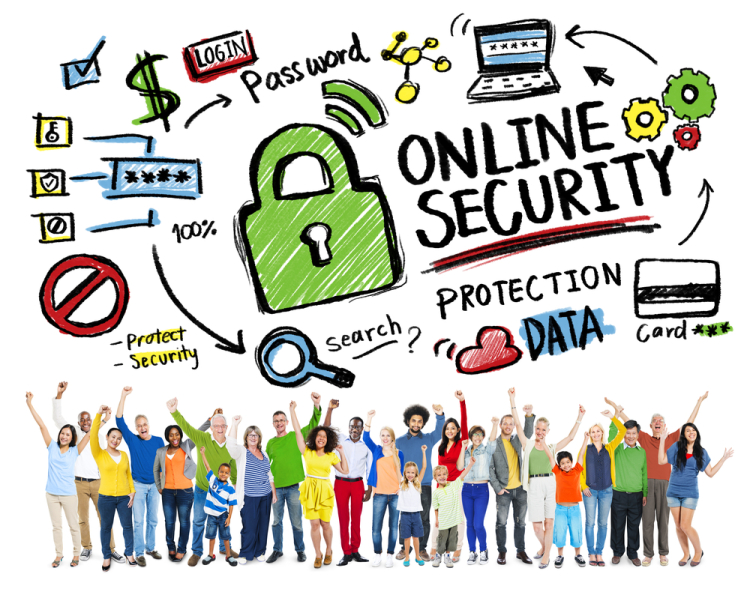 LOGIN
Password
* * * * *
ONLINE
SECURITY
****
100%
PROTECTION
DATA
Card ***
search?
- Protect
- Security